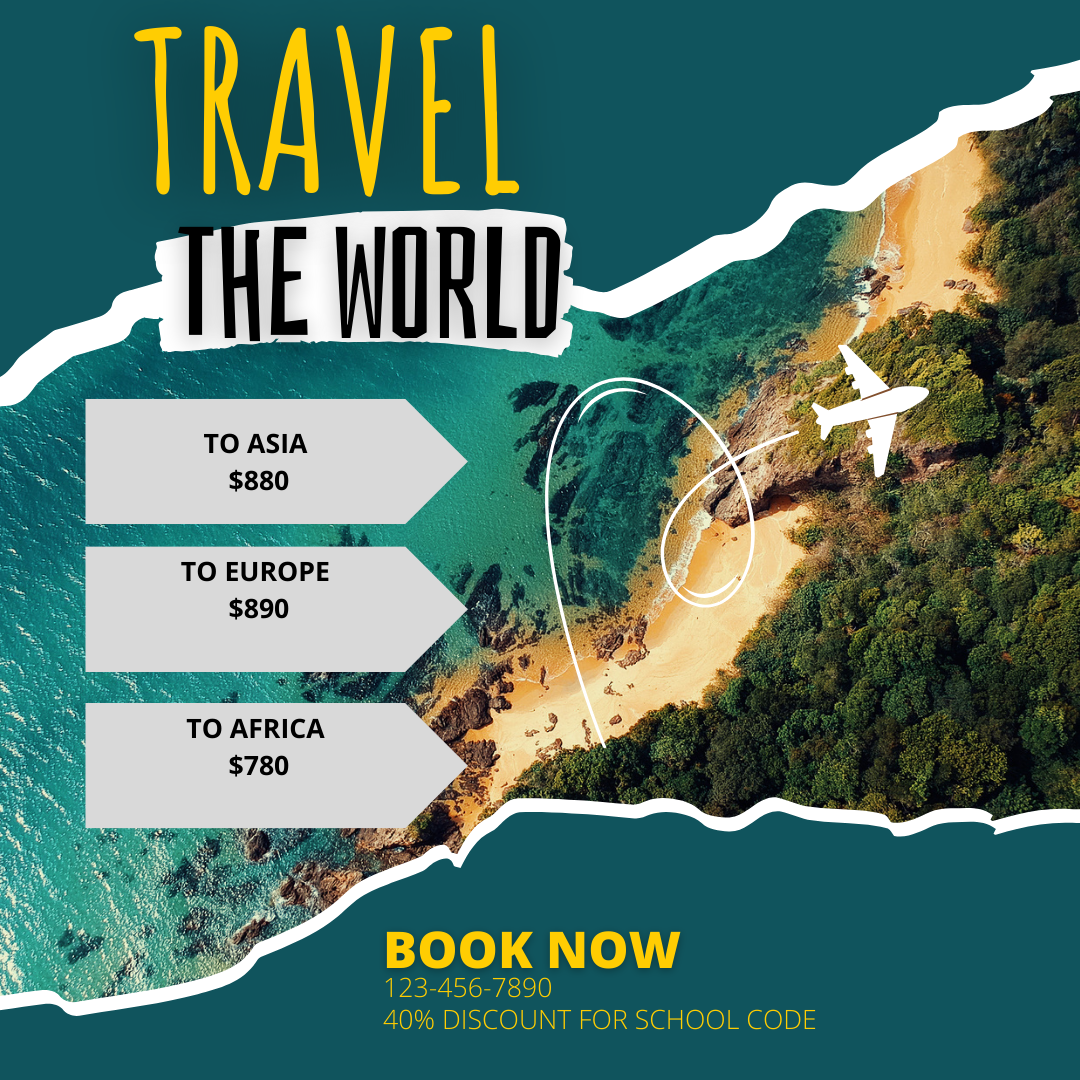 TRAVEL
THE WORLD
TO ASIA
$880
TO EUROPE
$890
TO AFRICA
$780
BOOK NOW
123-456-7890
40% DISCOUNT FOR SCHOOL CODE